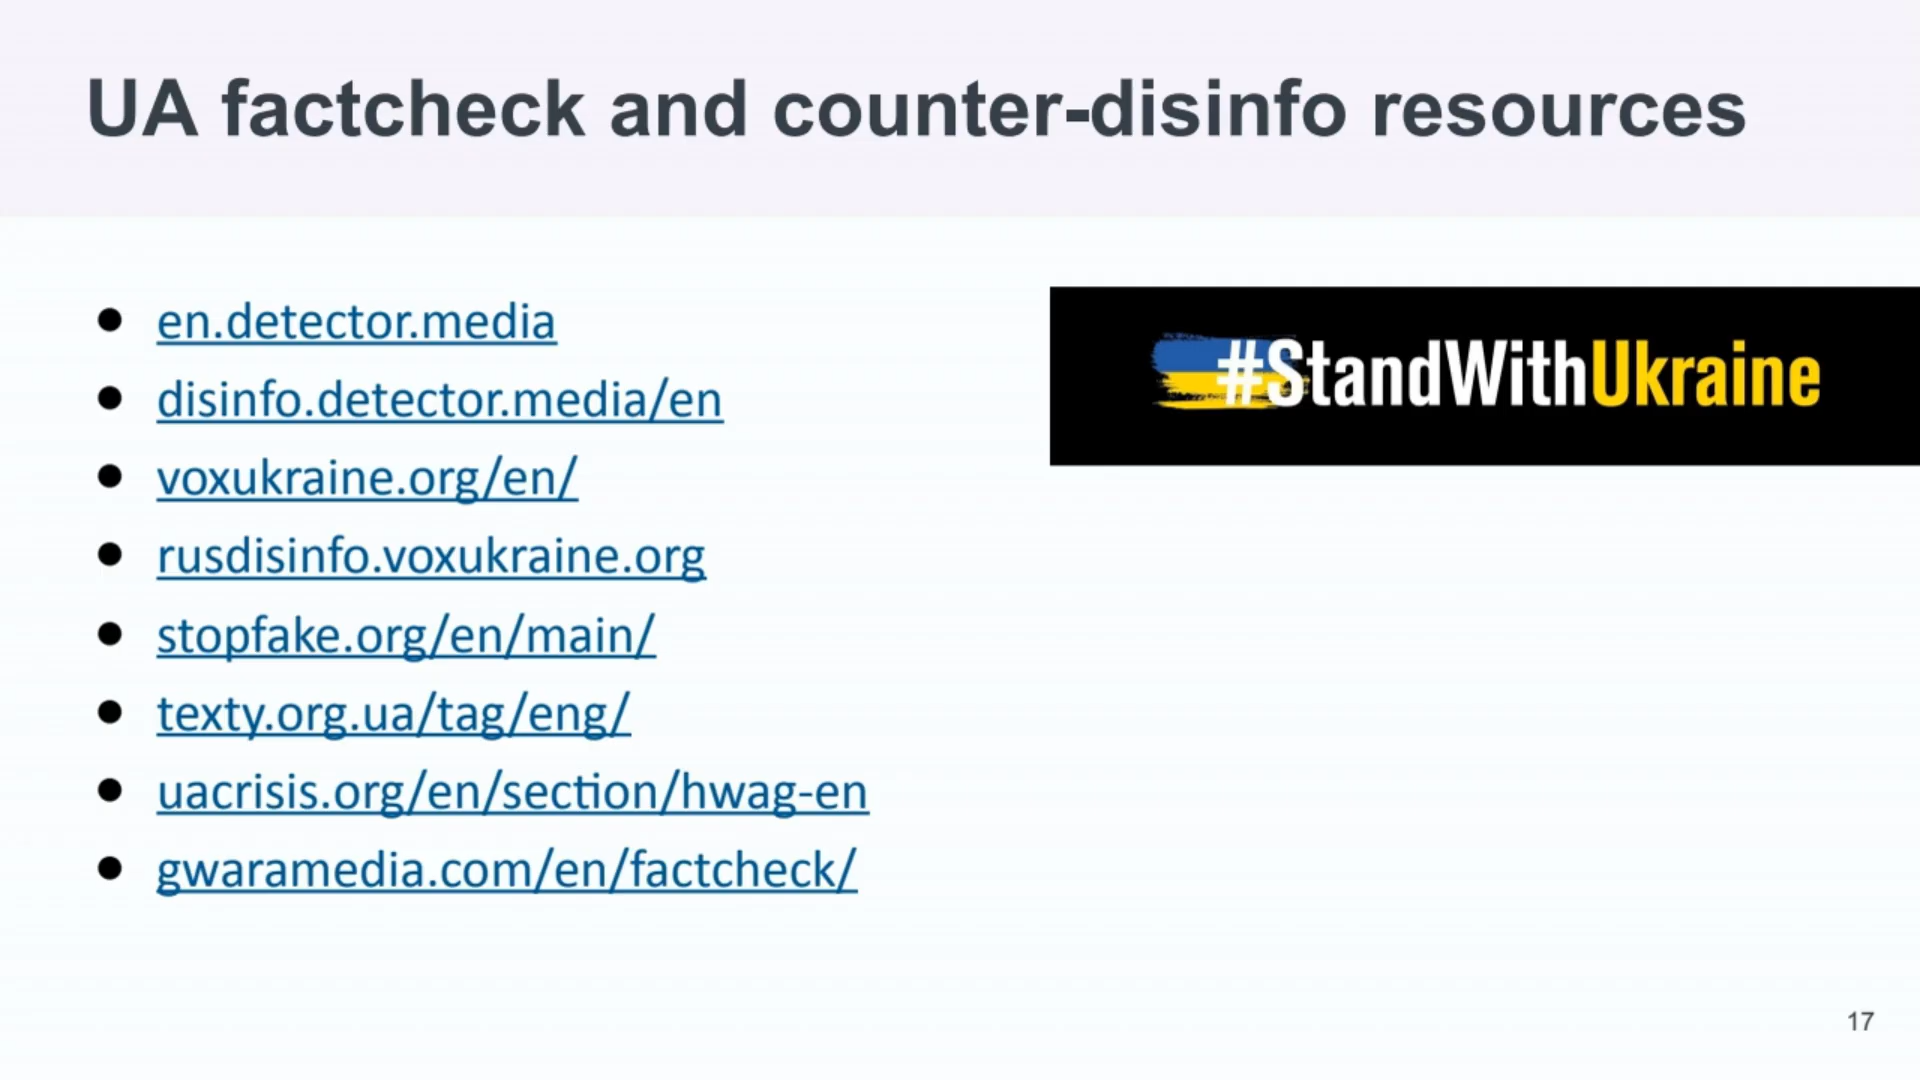 UA factcheck and counter-disinfo resources
en.detector.media
disinfo.detector.media/en
voxukraine.org/en/
rusdisinfo.voxukraine.org
stopfake.org/en/main/
texty.org.ua/tag/eng/
uacrisis.org/en/section/hwag-en
gwaramedia.com/en/factcheck/
#StandWithUkraine
17